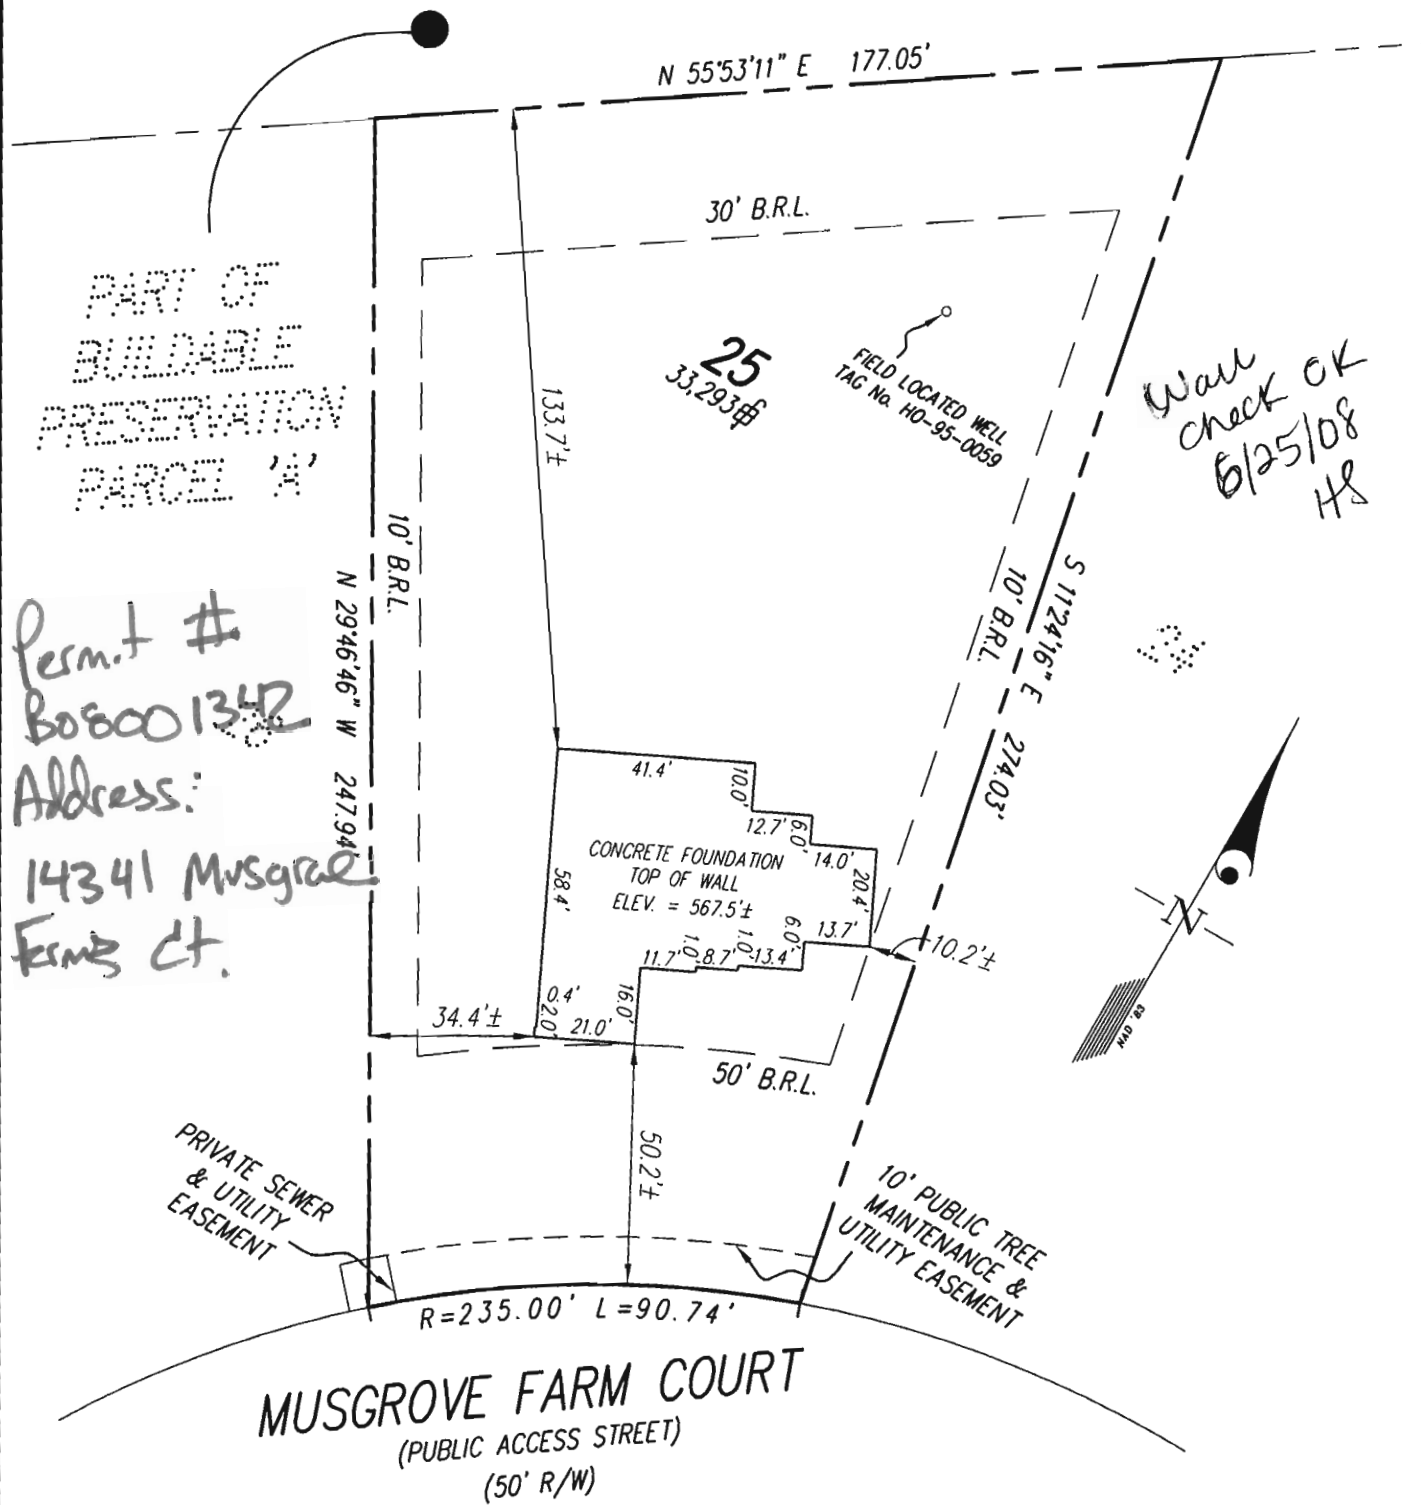 N 55°53'11" E 177.05'
30' B.R.L.
PART OF
BUILDABLE
PRESERVATION
PARCEL 'A'
25
33,293
FIELD LOCATED WELL
TAG No. HO-95-0059
Wall
check OK
6/25/08
HS
133.7'±
10' B.R.L.
N 29°46'46" W 247.94'
10' B.R.L.
S 11°24'16" E 274.03'
24
Permit #
B08001342
Address:
14341 Musgrae
Farms Ct.
41.4'
10.0'
12.7'
6.0'
14.0'
20.4'
CONCRETE FOUNDATION
TOP OF WALL
ELEV. = 567.5'±
58.4'
13.7'
6.0'
10.2'±
11.7'
1.0'
8.7'
1.0'
13.4'
16.0'
0.4'
2.0'
21.0'
34.4'±
N
NAD '83
50' B.R.L.
50.2'±
PRIVATE SEWER
& UTILITY
EASEMENT
10' PUBLIC TREE
MAINTENANCE &
UTILITY EASEMENT
R=235.00' L=90.74'
MUSGROVE FARM COURT
(PUBLIC ACCESS STREET)
(50' R/W)